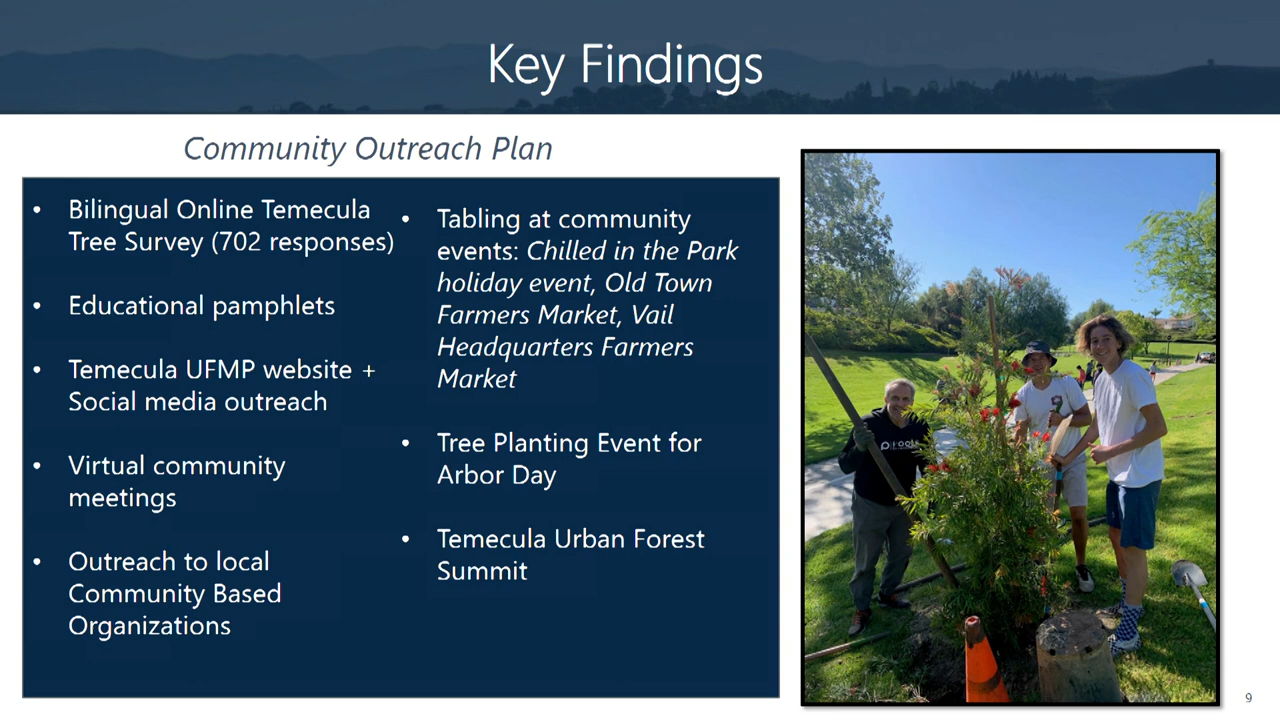 Key Findings
Community Outreach Plan
• Bilingual Online Temecula
Tree Survey (702 responses)
• Educational pamphlets
• Temecula UFMP website +
Social media outreach
• Virtual community
meetings
• Outreach to local
Community Based
Organizations
• Tabling at community
events: Chilled in the Park
holiday event, Old Town
Farmers Market, Vail
Headquarters Farmers
Market
• Tree Planting Event for
Arbor Day
• Temecula Urban Forest
Summit
9